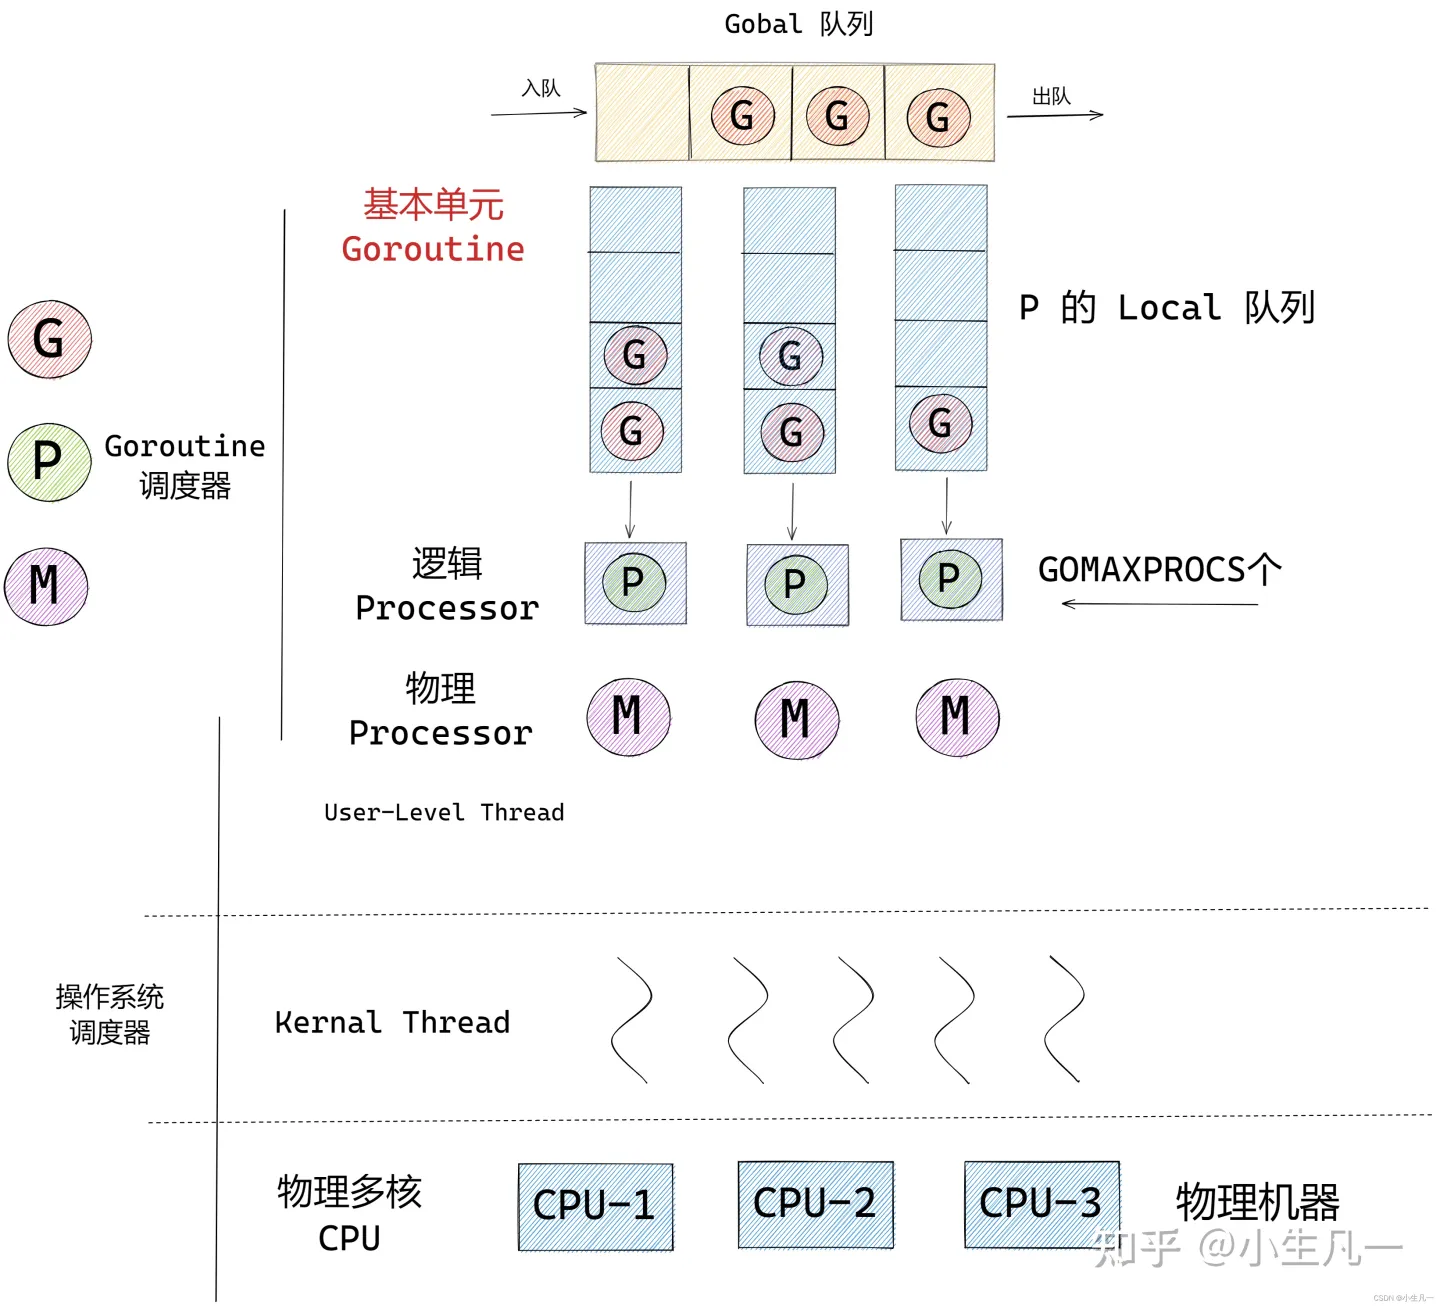 Gobal 队列
入队
G
G
G
出队
基本单元
Goroutine
P 的 Local 队列
G
G
G
G
G
G
P
Goroutine
调度器
M
逻辑
Processor
P
P
P
GOMAXPROCS个
物理
Processor
M
M
M
User-Level Thread
操作系统
调度器
Kernal Thread
物理多核
CPU
CPU-1
CPU-2
CPU-3
物理机器
知乎 @小生凡一
CSDN @小生凡一